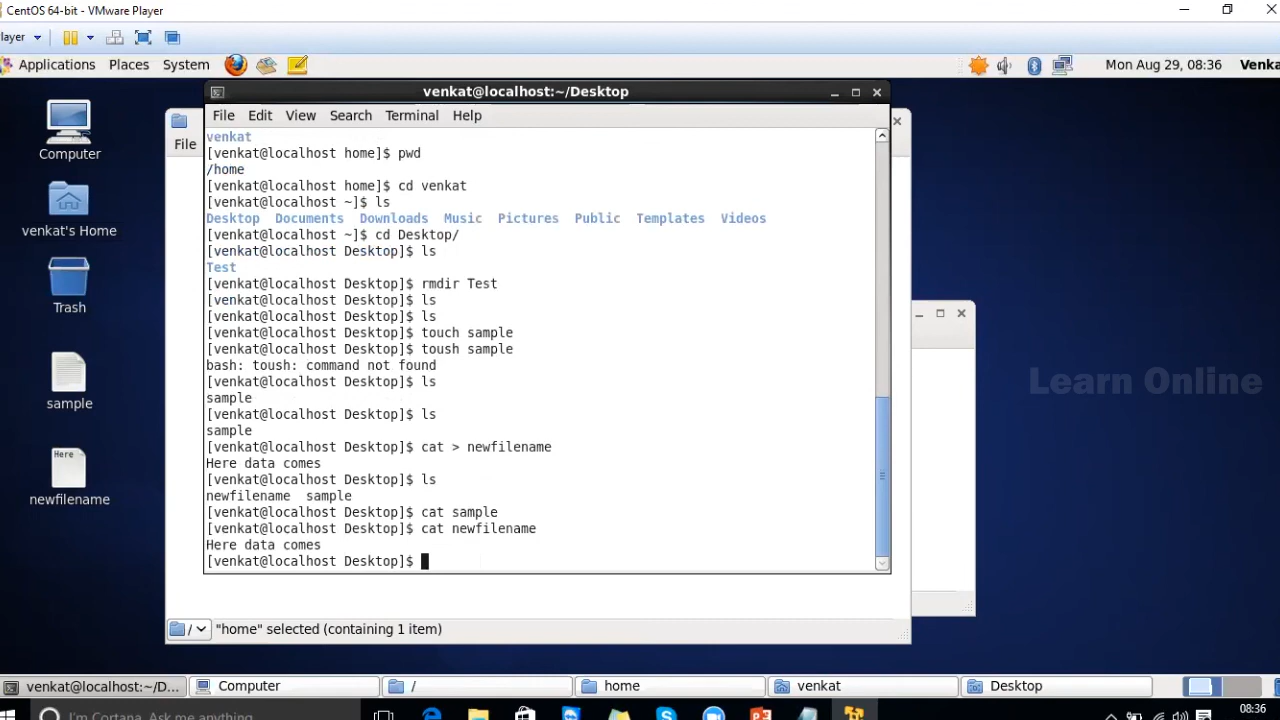 CentOS 64-bit - VMware Player
layer
Applications Places System
Mon Aug 29, 08:36 Venka
venkat@localhost:~/Desktop
File Edit View Search Terminal Help
File
venkat
[venkat@localhost home]$ pwd
/home
[venkat@localhost home]$ cd venkat
[venkat@localhost ~]$ ls
Desktop Documents Downloads Music Pictures Public Templates Videos
[venkat@localhost ~]$ cd Desktop/
[venkat@localhost Desktop]$ ls
Test
[venkat@localhost Desktop]$ rmdir Test
[venkat@localhost Desktop]$ ls
[venkat@localhost Desktop]$ ls
[venkat@localhost Desktop]$ touch sample
[venkat@localhost Desktop]$ toush sample
bash: toush: command not found
[venkat@localhost Desktop]$ ls
sample
[venkat@localhost Desktop]$ ls
sample
[venkat@localhost Desktop]$ cat > newfilename
Here data comes
[venkat@localhost Desktop]$ ls
newfilename sample
[venkat@localhost Desktop]$ cat sample
[venkat@localhost Desktop]$ cat newfilename
Here data comes
[venkat@localhost Desktop]$
Computer
venkat's Home
Trash
sample
Here
newfilename
Learn Online
/ "home" selected (containing 1 item)
venkat@localhost:~/D...
Computer
/
home
venkat
Desktop
I'm Cortana. Ask me anything.
08:36